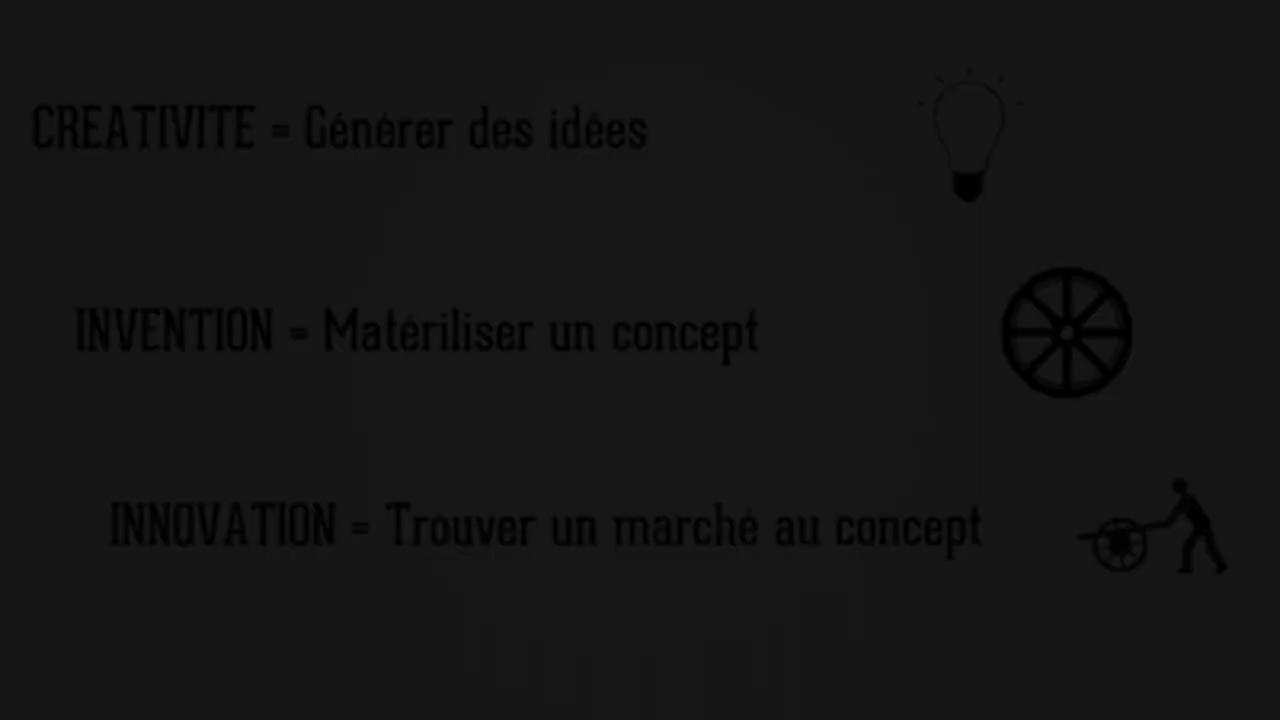 CREATIVITE = Générer des idées
INVENTION = Matériliser un concept
INNOVATION = Trouver un marché au concept